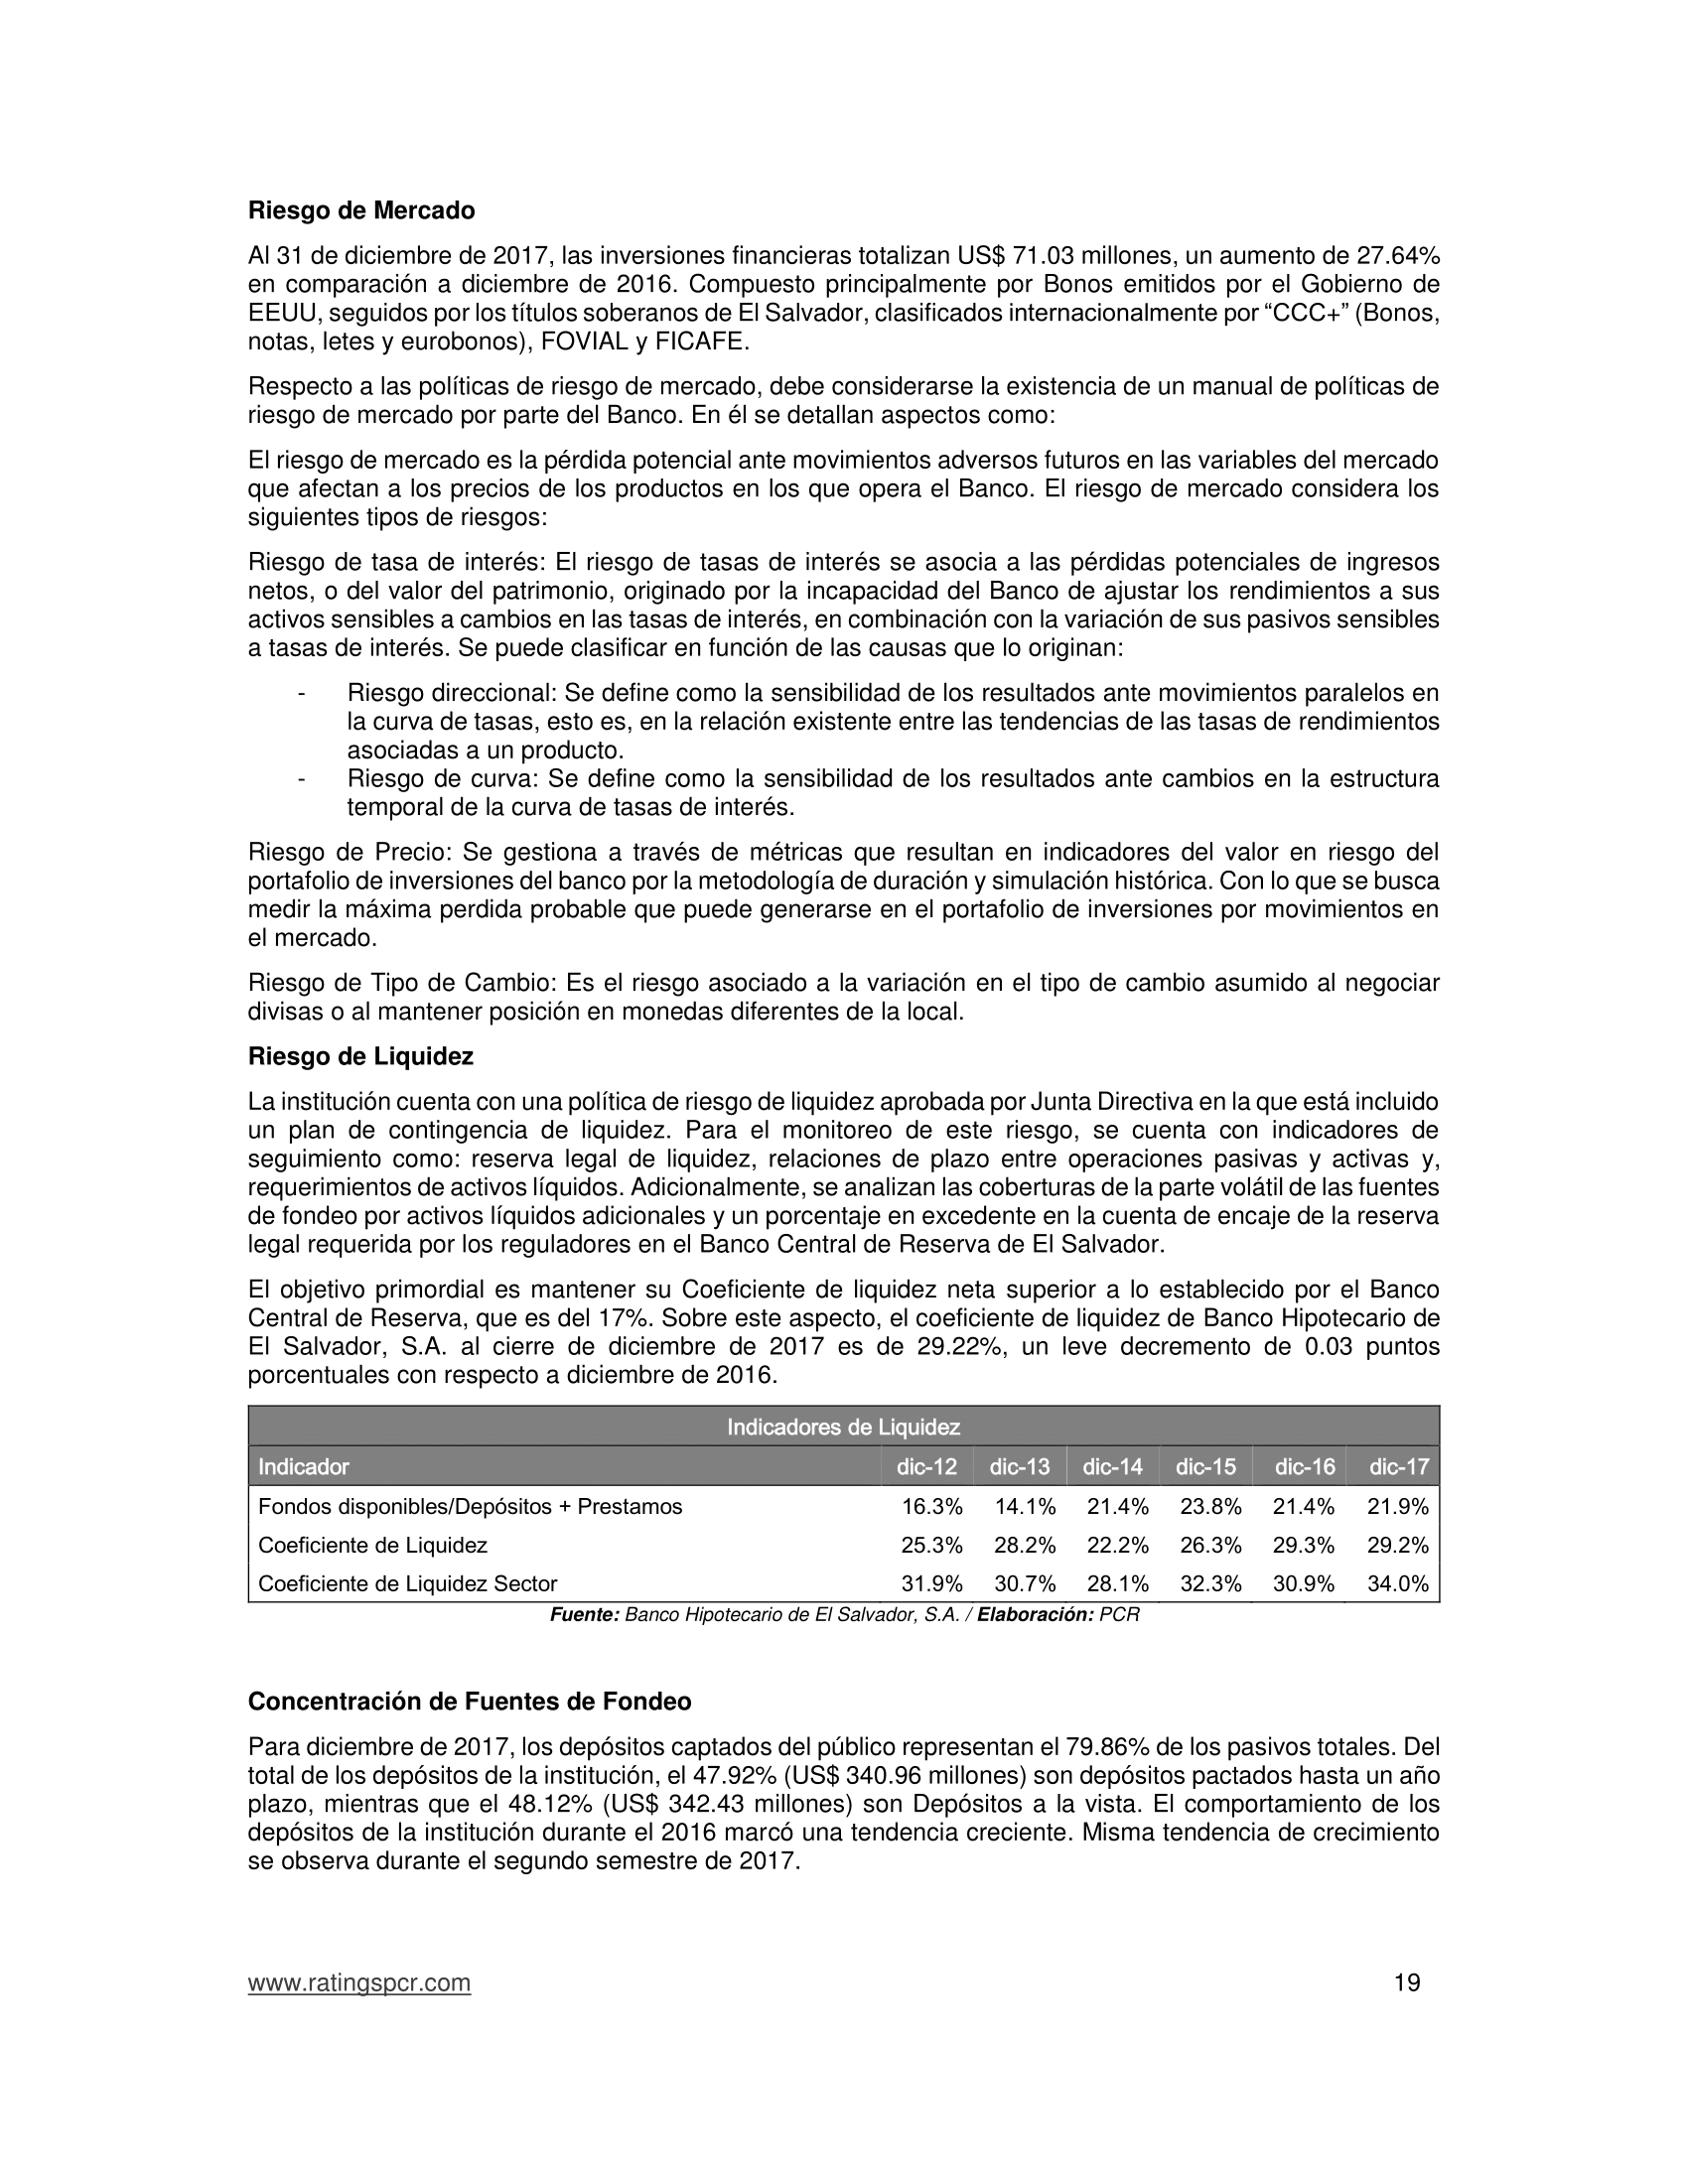 Riesgo de Mercado
Al 31 de diciembre de 2017, las inversiones financieras totalizan US$ 71.03 millones, un aumento de 27.64%
en comparación a diciembre de 2016. Compuesto principalmente por Bonos emitidos por el Gobierno de
EEUU, seguidos por los títulos soberanos de El Salvador, clasificados internacionalmente por “CCC+” (Bonos,
notas, letes y eurobonos), FOVIAL y FICAFE.
Respecto a las políticas de riesgo de mercado, debe considerarse la existencia de un manual de políticas de
riesgo de mercado por parte del Banco. En él se detallan aspectos como:
El riesgo de mercado es la pérdida potencial ante movimientos adversos futuros en las variables del mercado
que afectan a los precios de los productos en los que opera el Banco. El riesgo de mercado considera los
siguientes tipos de riesgos:
Riesgo de tasa de interés: El riesgo de tasas de interés se asocia a las pérdidas potenciales de ingresos
netos, o del valor del patrimonio, originado por la incapacidad del Banco de ajustar los rendimientos a sus
activos sensibles a cambios en las tasas de interés, en combinación con la variación de sus pasivos sensibles
a tasas de interés. Se puede clasificar en función de las causas que lo originan:
- Riesgo direccional: Se define como la sensibilidad de los resultados ante movimientos paralelos en
la curva de tasas, esto es, en la relación existente entre las tendencias de las tasas de rendimientos
asociadas a un producto.
- Riesgo de curva: Se define como la sensibilidad de los resultados ante cambios en la estructura
temporal de la curva de tasas de interés.
Riesgo de Precio: Se gestiona a través de métricas que resultan en indicadores del valor en riesgo del
portafolio de inversiones del banco por la metodología de duración y simulación histórica. Con lo que se busca
medir la máxima perdida probable que puede generarse en el portafolio de inversiones por movimientos en
el mercado.
Riesgo de Tipo de Cambio: Es el riesgo asociado a la variación en el tipo de cambio asumido al negociar
divisas o al mantener posición en monedas diferentes de la local.
Riesgo de Liquidez
La institución cuenta con una política de riesgo de liquidez aprobada por Junta Directiva en la que está incluido
un plan de contingencia de liquidez. Para el monitoreo de este riesgo, se cuenta con indicadores de
seguimiento como: reserva legal de liquidez, relaciones de plazo entre operaciones pasivas y activas y,
requerimientos de activos líquidos. Adicionalmente, se analizan las coberturas de la parte volátil de las fuentes
de fondeo por activos líquidos adicionales y un porcentaje en excedente en la cuenta de encaje de la reserva
legal requerida por los reguladores en el Banco Central de Reserva de El Salvador.
El objetivo primordial es mantener su Coeficiente de liquidez neta superior a lo establecido por el Banco
Central de Reserva, que es del 17%. Sobre este aspecto, el coeficiente de liquidez de Banco Hipotecario de
El Salvador, S.A. al cierre de diciembre de 2017 es de 29.22%, un leve decremento de 0.03 puntos
porcentuales con respecto a diciembre de 2016.
Indicadores de Liquidez
Indicador dic-12 dic-13 dic-14 dic-15 dic-16 dic-17
Fondos disponibles/Depósitos + Prestamos 16.3% 14.1% 21.4% 23.8% 21.4% 21.9%
Coeficiente de Liquidez 25.3% 28.2% 22.2% 26.3% 29.3% 29.2%
Coeficiente de Liquidez Sector 31.9% 30.7% 28.1% 32.3% 30.9% 34.0%
Fuente: Banco Hipotecario de El Salvador, S.A. / Elaboración: PCR
Concentración de Fuentes de Fondeo
Para diciembre de 2017, los depósitos captados del público representan el 79.86% de los pasivos totales. Del
total de los depósitos de la institución, el 47.92% (US$ 340.96 millones) son depósitos pactados hasta un año
plazo, mientras que el 48.12% (US$ 342.43 millones) son Depósitos a la vista. El comportamiento de los
depósitos de la institución durante el 2016 marcó una tendencia creciente. Misma tendencia de crecimiento
se observa durante el segundo semestre de 2017.
www.ratingspcr.com 19